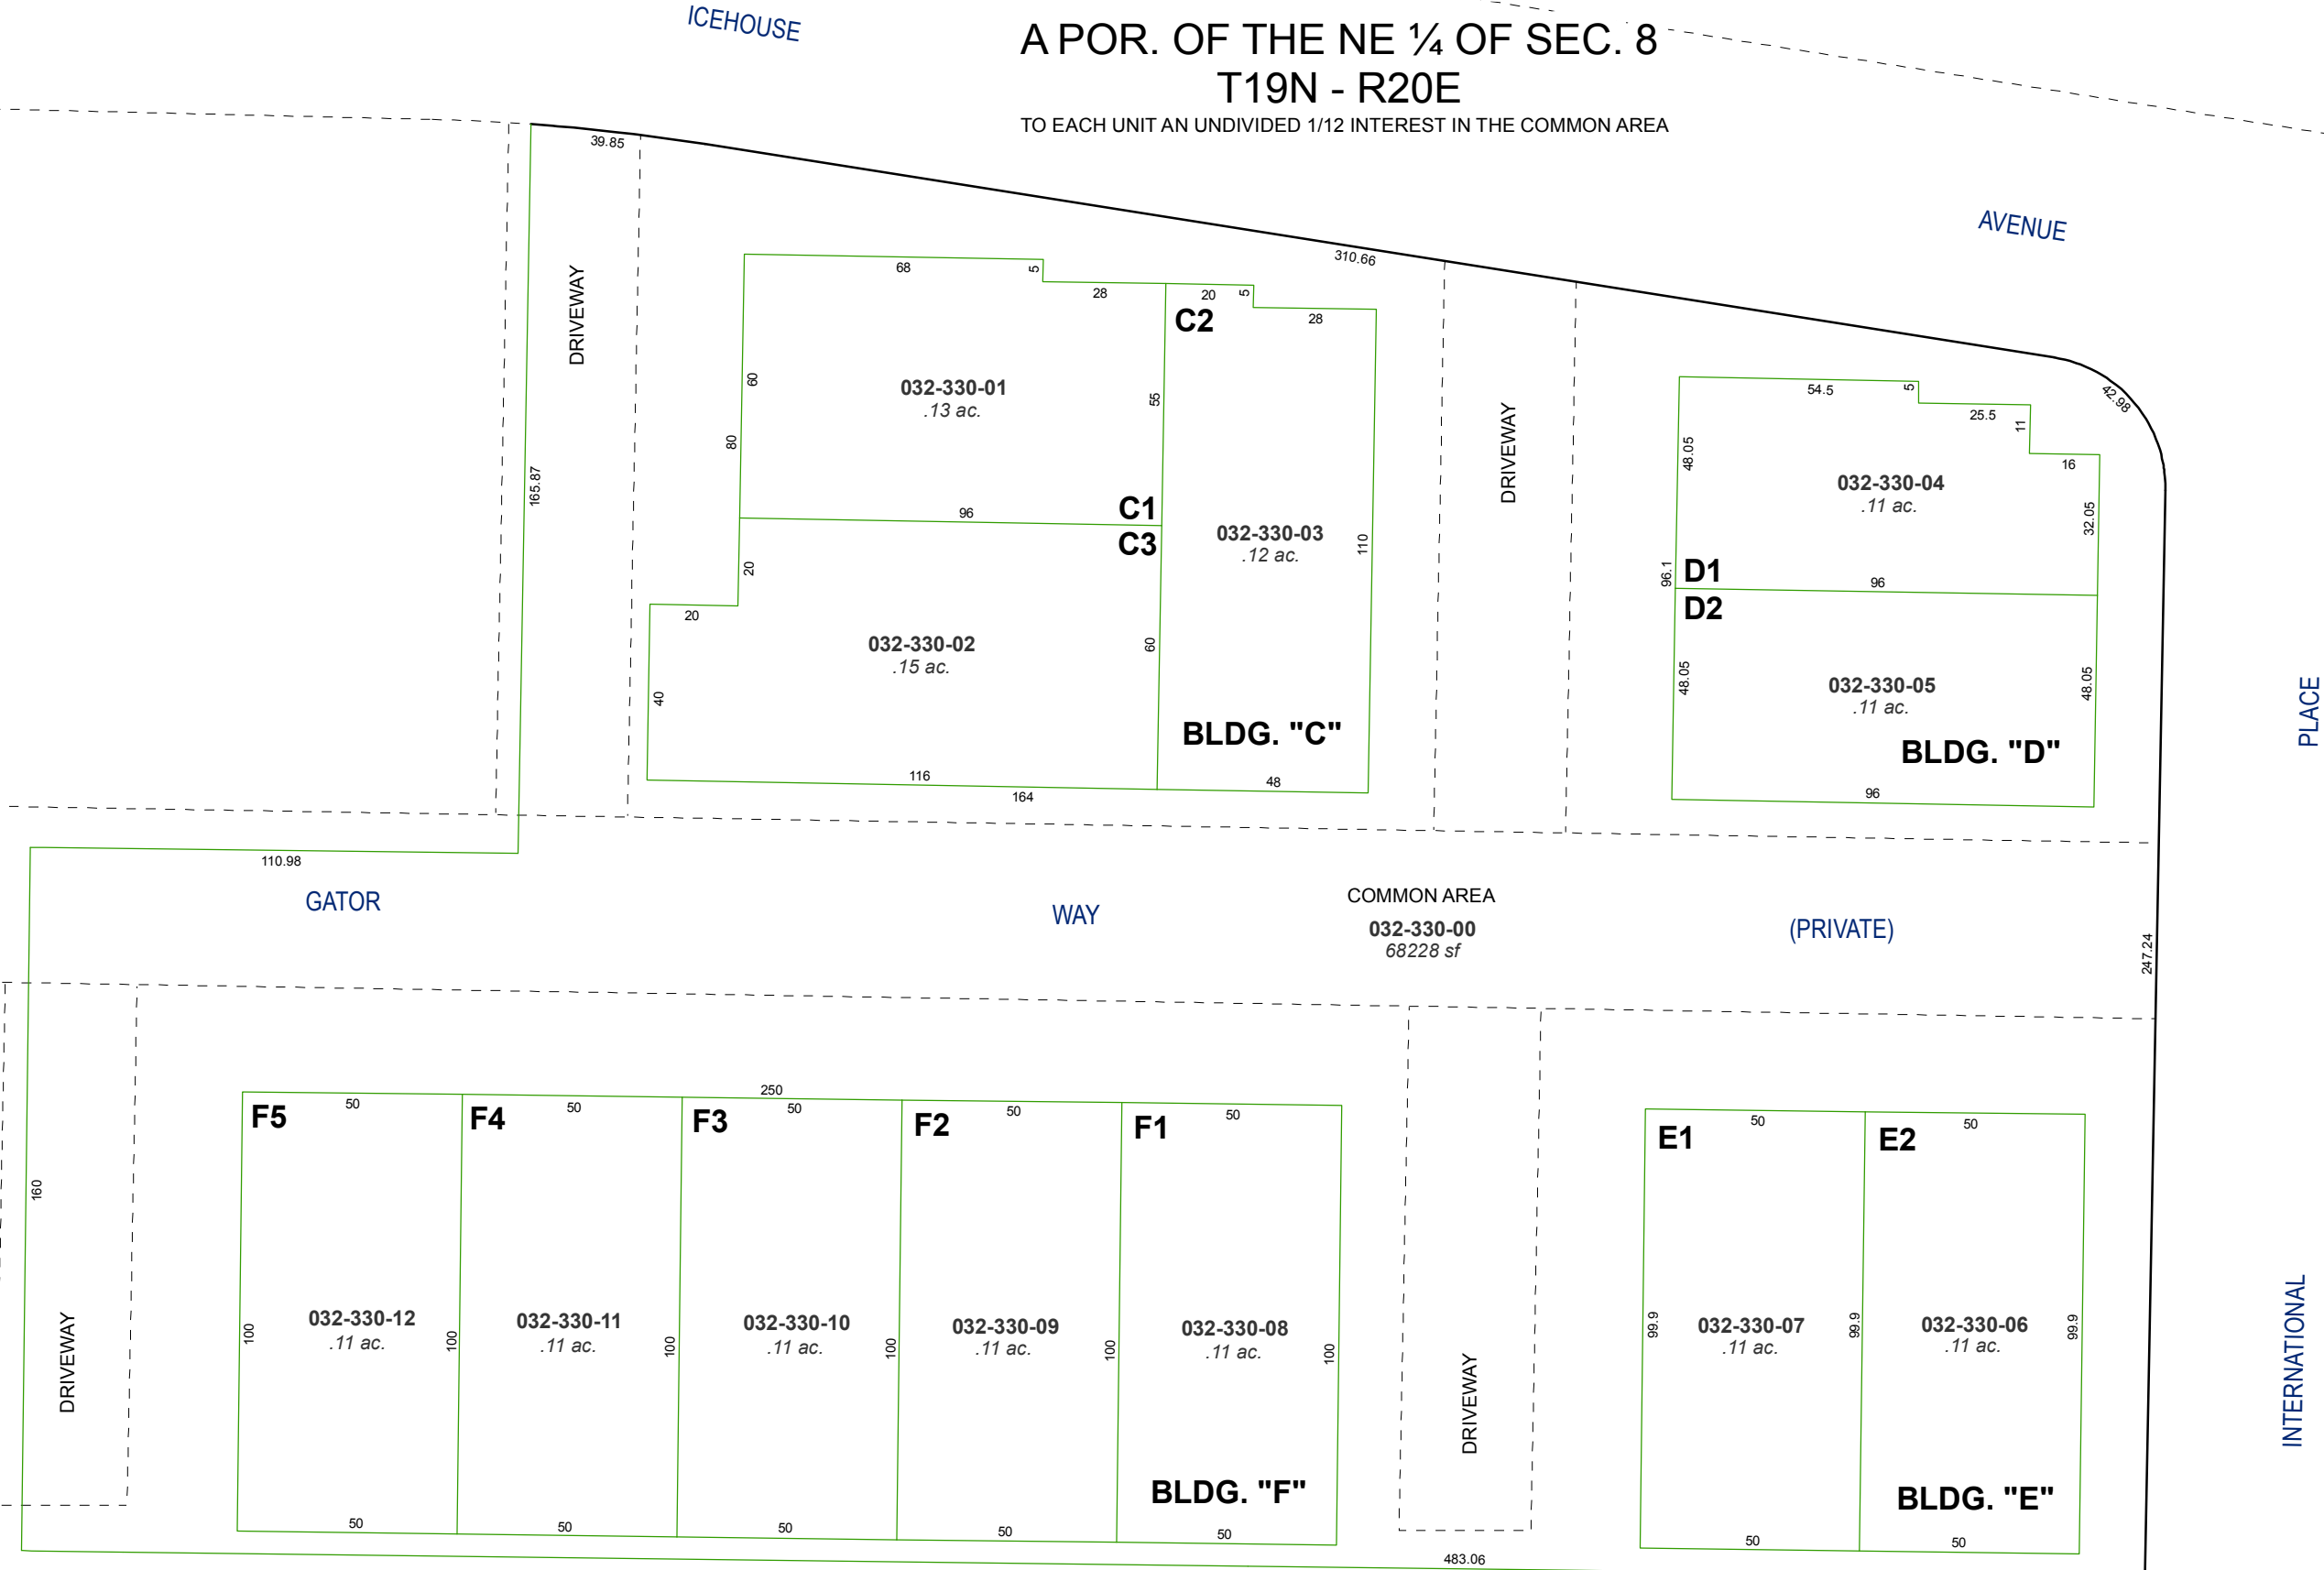 ICEHOUSE
A POR. OF THE NE ¼ OF SEC. 8
T19N - R20E
TO EACH UNIT AN UNDIVIDED 1/12 INTEREST IN THE COMMON AREA
39.85
AVENUE
310.66
42.98
DRIVEWAY
165.87
68
5
28
20
5
28
C2
60
80
55
032-330-01
.13 ac.
C1
96
C3
20
20
40
60
032-330-02
.15 ac.
116
164
032-330-03
.12 ac.
110
BLDG. "C"
48
DRIVEWAY
54.5
5
25.5
11
16
48.05
032-330-04
.11 ac.
32.05
96.1
D1
96
D2
48.05
032-330-05
.11 ac.
48.05
BLDG. "D"
96
PLACE
110.98
GATOR
WAY
COMMON AREA
032-330-00
68228 sf
(PRIVATE)
247.24
160
DRIVEWAY
250
F5
50
F4
50
F3
50
F2
50
F1
50
100
032-330-12
.11 ac.
100
032-330-11
.11 ac.
100
032-330-10
.11 ac.
100
032-330-09
.11 ac.
100
032-330-08
.11 ac.
100
BLDG. "F"
50
50
50
50
50
DRIVEWAY
E1
50
E2
50
99.9
032-330-07
.11 ac.
99.9
032-330-06
.11 ac.
99.9
BLDG. "E"
50
50
483.06
INTERNATIONAL